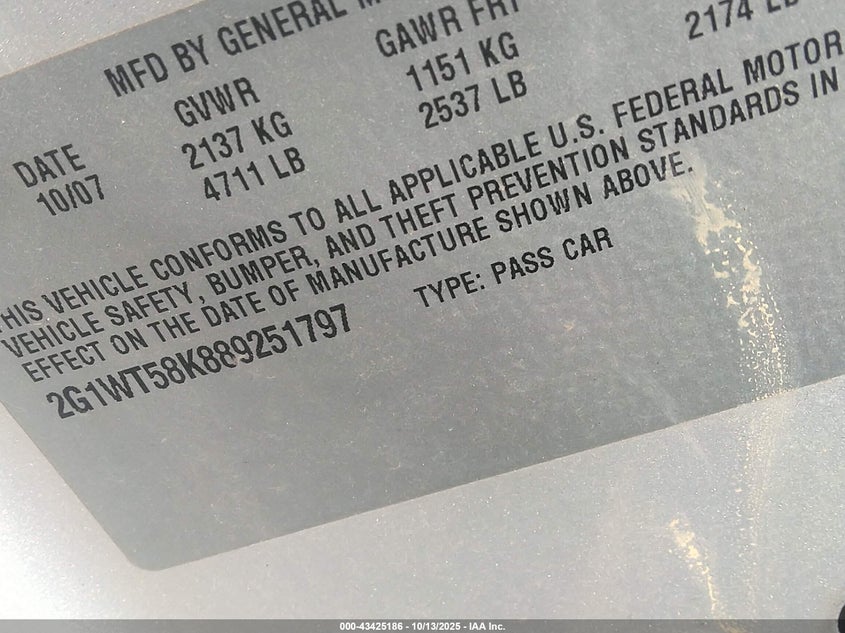 MFD BY GENERAL
DATE GVWR GAWR FRT
10/07 2137 KG 1151 KG
4711 LB 2537 LB 2174 LB
THIS VEHICLE CONFORMS TO ALL APPLICABLE U.S. FEDERAL MOTOR
VEHICLE SAFETY, BUMPER, AND THEFT PREVENTION STANDARDS IN
EFFECT ON THE DATE OF MANUFACTURE SHOWN ABOVE.
2G1WT58K889251797 TYPE: PASS CAR
000-43425186 - 10/13/2025 - IAA Inc.